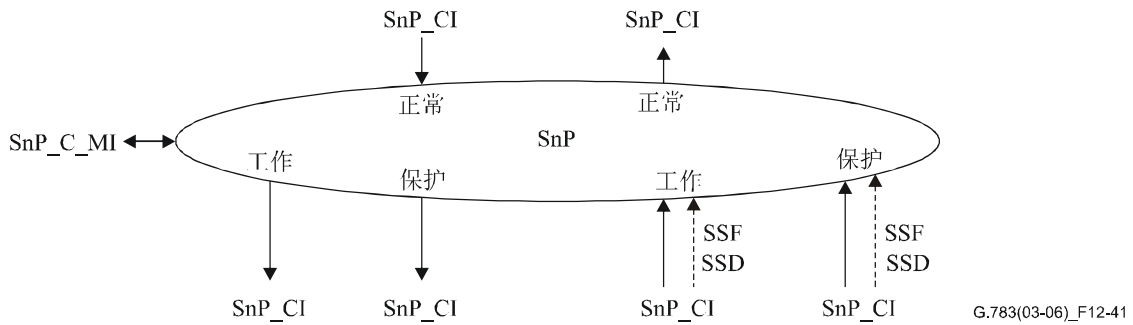 SnP_CI
SnP_CI
正常
正常
SnP_C_MI
SnP
工作
保护
工作
保护
SSF
SSD
SSF
SSD
SnP_CI
SnP_CI
SnP_CI
SnP_CI
G.783(03-06)_F12-41